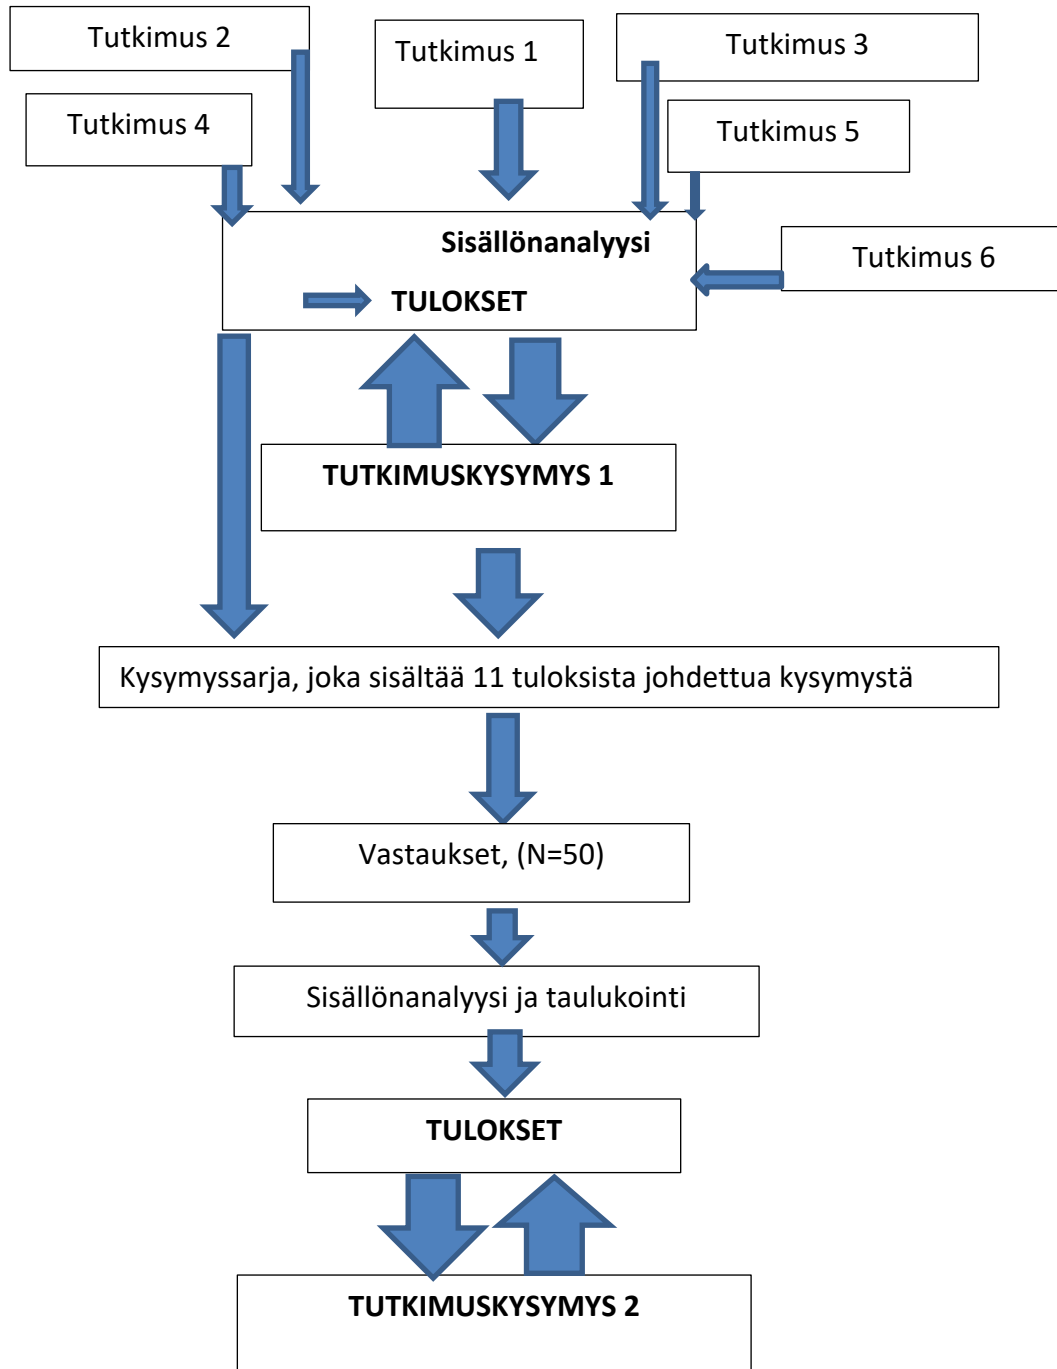 Tutkimus 2
Tutkimus 1
Tutkimus 3
Tutkimus 4
Tutkimus 5
Sisällönanalyysi
Tutkimus 6
TULOKSET
TUTKIMUSKYSYMYS 1
Kysymyssarja, joka sisältää 11 tuloksista johdettua kysymystä
Vastaukset, (N=50)
Sisällönanalyysi ja taulukointi
TULOKSET
TUTKIMUSKYSYMYS 2